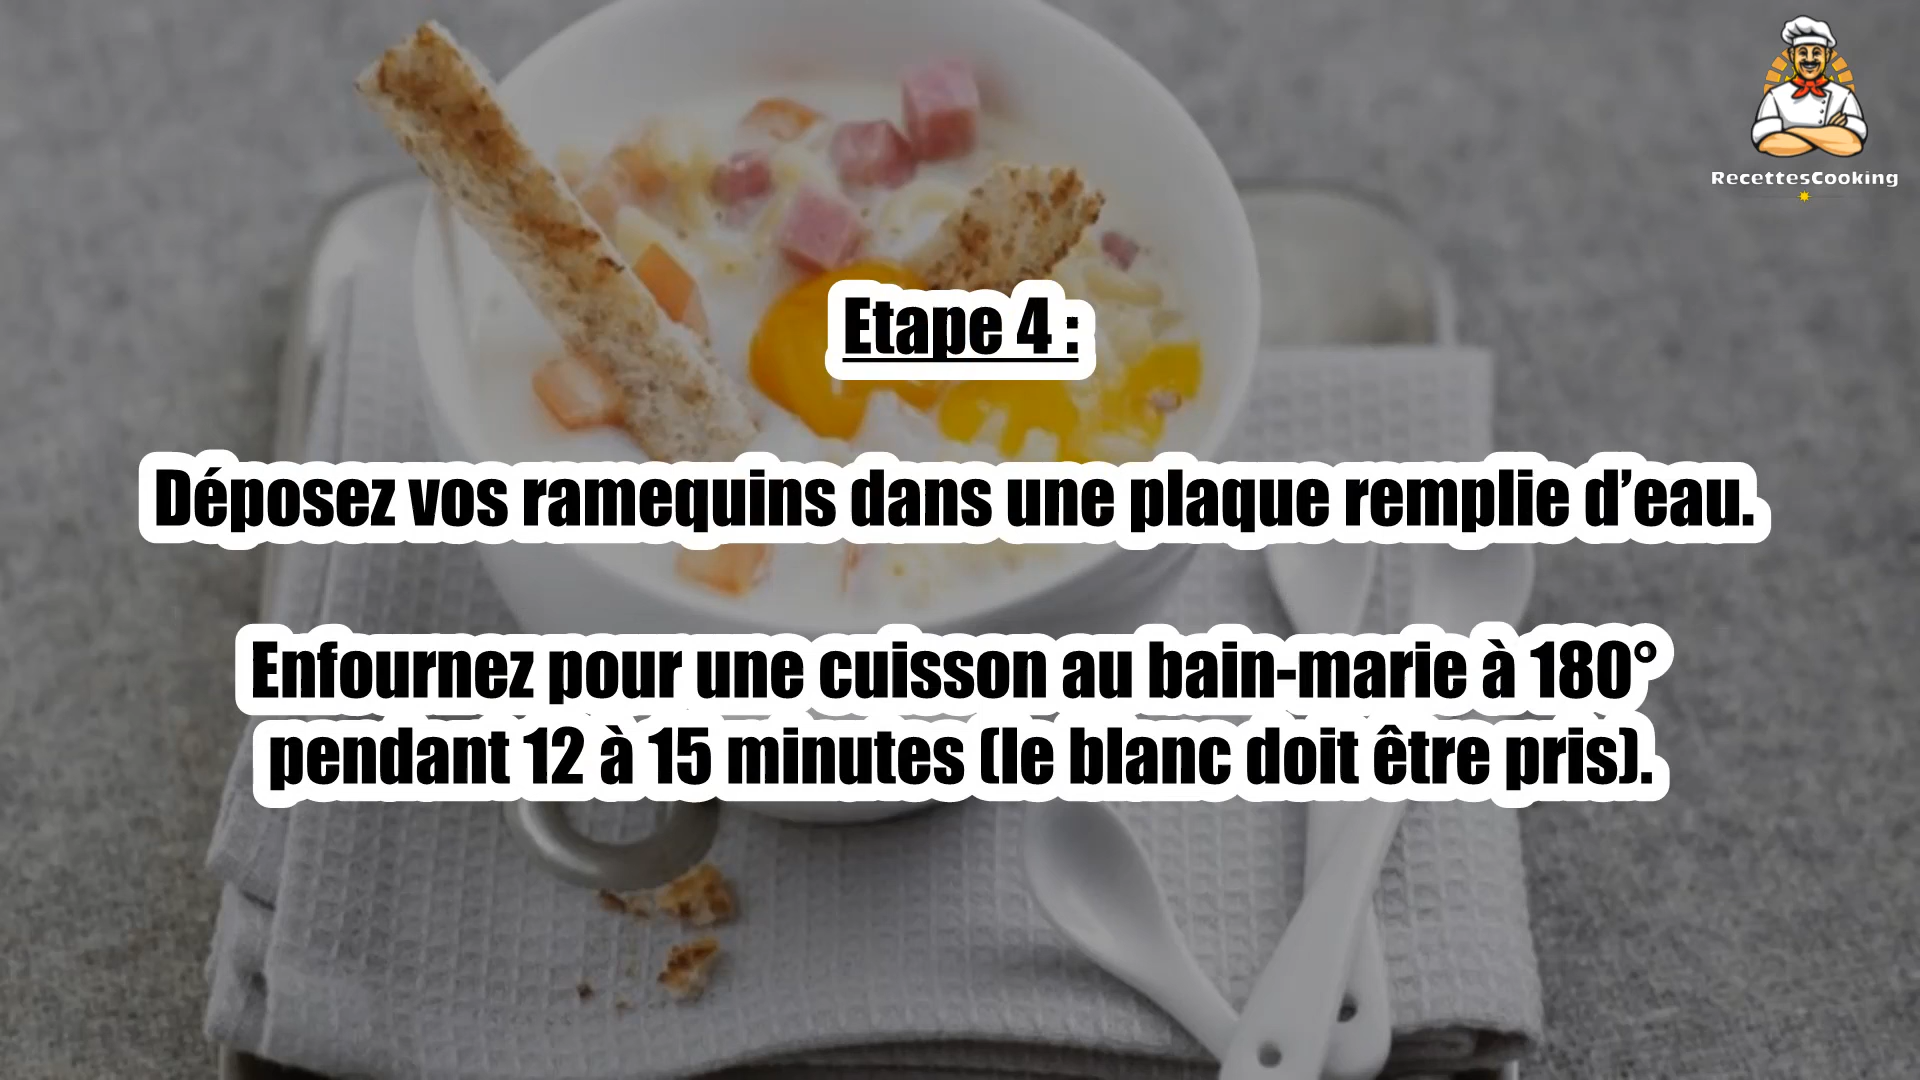 RecettesCooking
Etape 4 :
Déposez vos ramequins dans une plaque remplie d’eau.
Enfournez pour une cuisson au bain-marie à 180°
pendant 12 à 15 minutes (le blanc doit être pris).